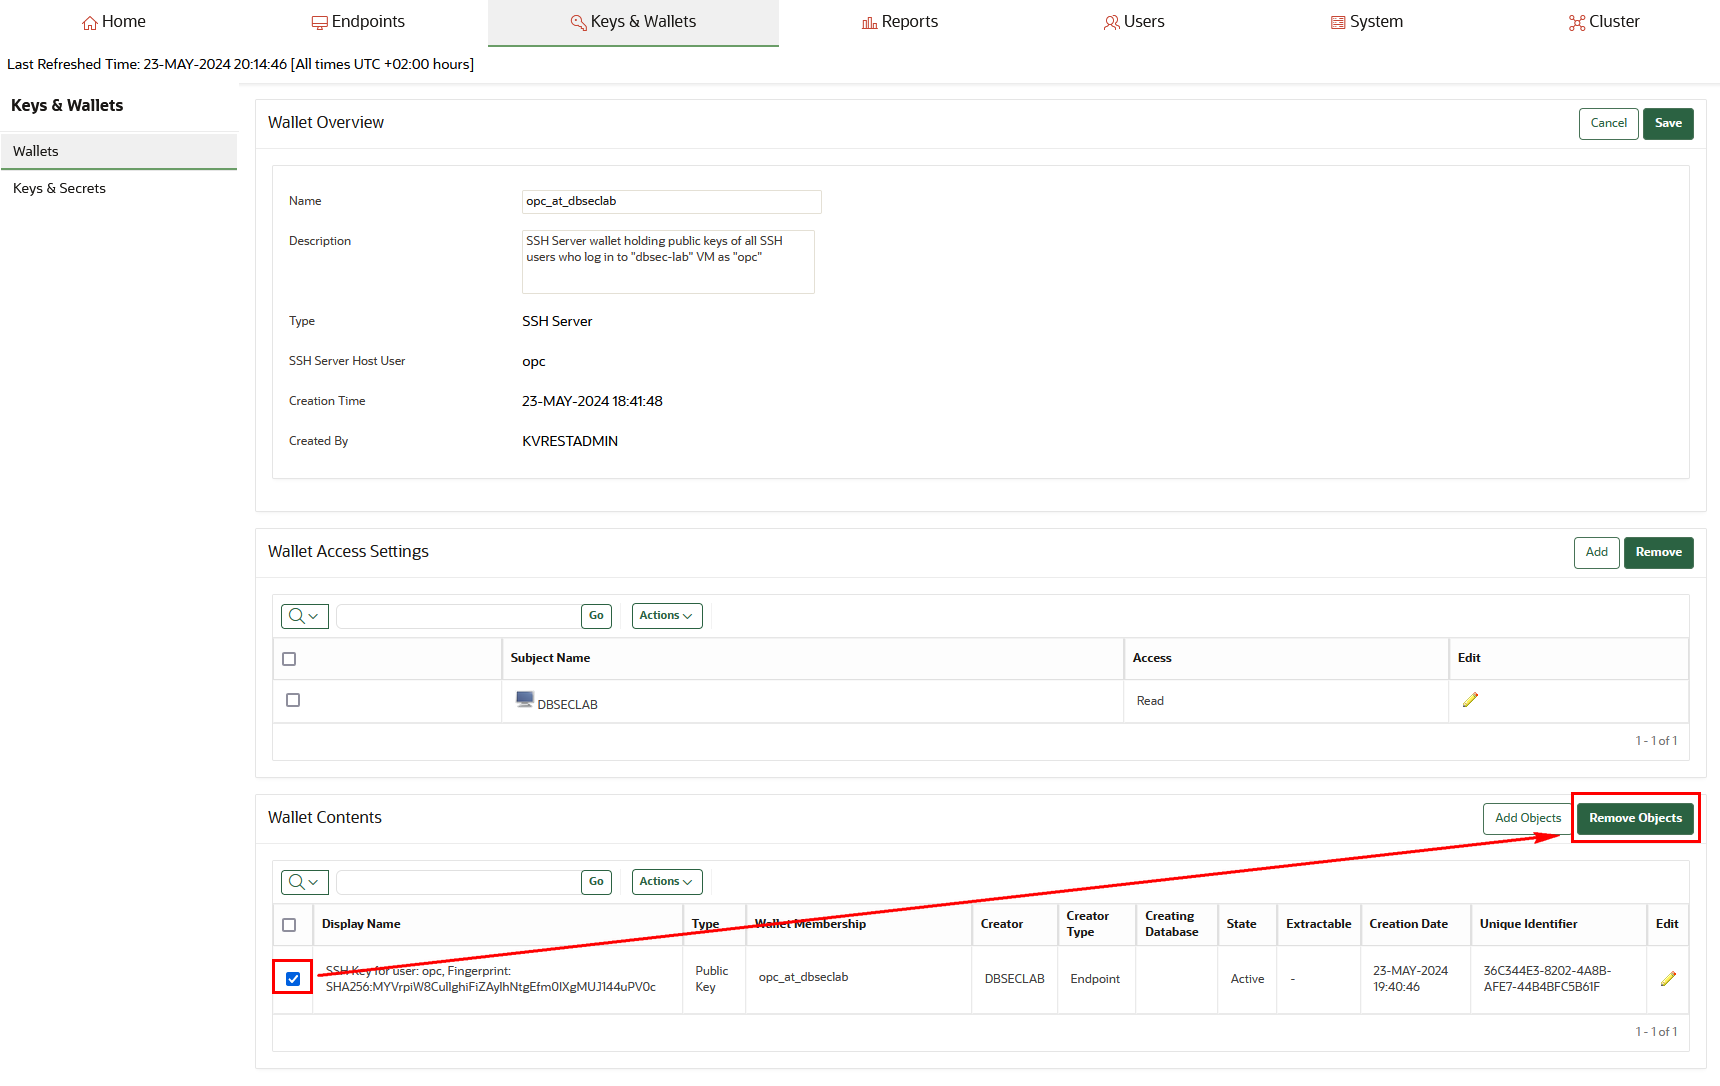 Home
Endpoints
Keys & Wallets
Reports
Users
System
Cluster
Last Refreshed Time: 23-MAY-2024 20:14:46 [All times UTC +02:00 hours]
Keys & Wallets
Wallets
Keys & Secrets
Wallet Overview
Cancel
Save
Name
opc_at_dbseclab
Description
SSH Server wallet holding public keys of all SSH
users who log in to "dbsec-lab" VM as "opc"
Type
SSH Server
SSH Server Host User
opc
Creation Time
23-MAY-2024 18:41:48
Created By
KVRESTADMIN
Wallet Access Settings
Add
Remove
Go
Actions
Subject Name
Access
Edit
DBSECLAB
Read
1 - 1 of 1
Wallet Contents
Add Objects
Remove Objects
Go
Actions
Display Name
Type
Wallet Membership
Creator
Creator
Type
Creating
Database
State
Extractable
Creation Date
Unique Identifier
Edit
SSH Key for user: opc, Fingerprint:
Public
Key
opc_at_dbseclab
DBSECLAB
Endpoint
Active
-
23-MAY-2024
19:40:46
36C344E3-8202-4A8B-
AFE7-44B4BFC5B61F
1 - 1 of 1